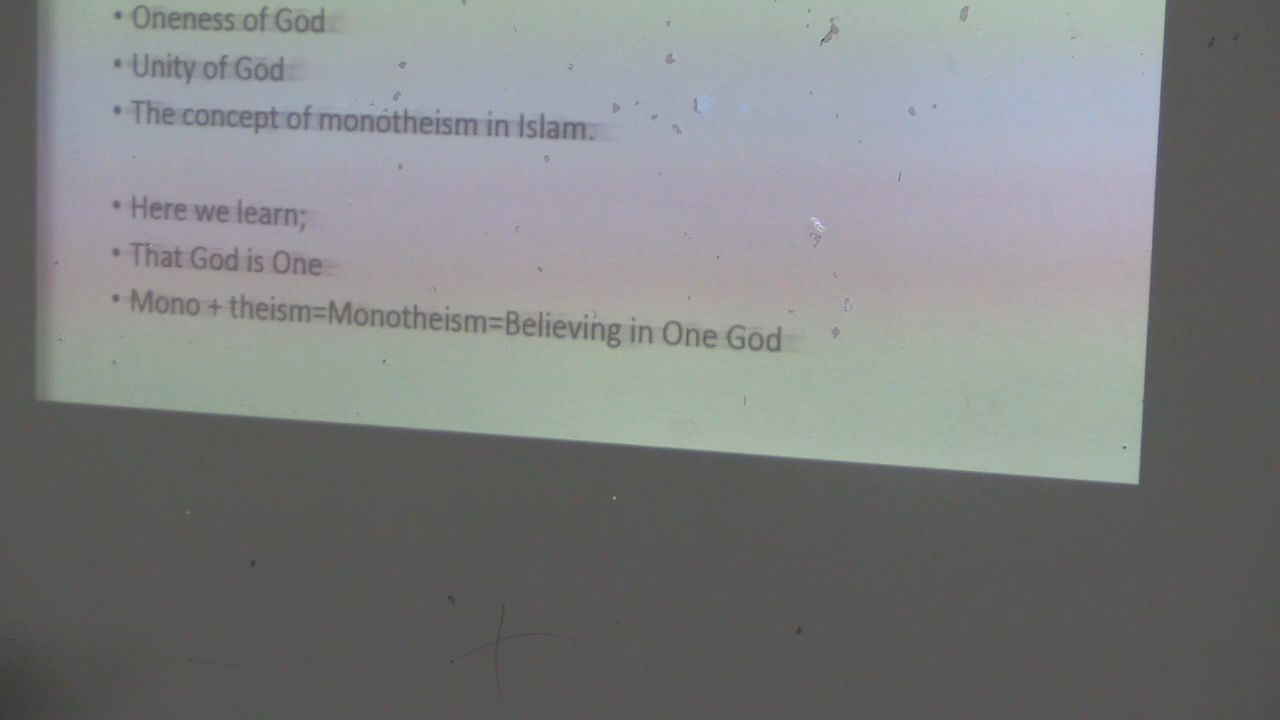 • Oneness of God
• Unity of God
• The concept of monotheism in Islam.
• Here we learn;
• That God is One
• Mono + theism=Monotheism=Believing in One God